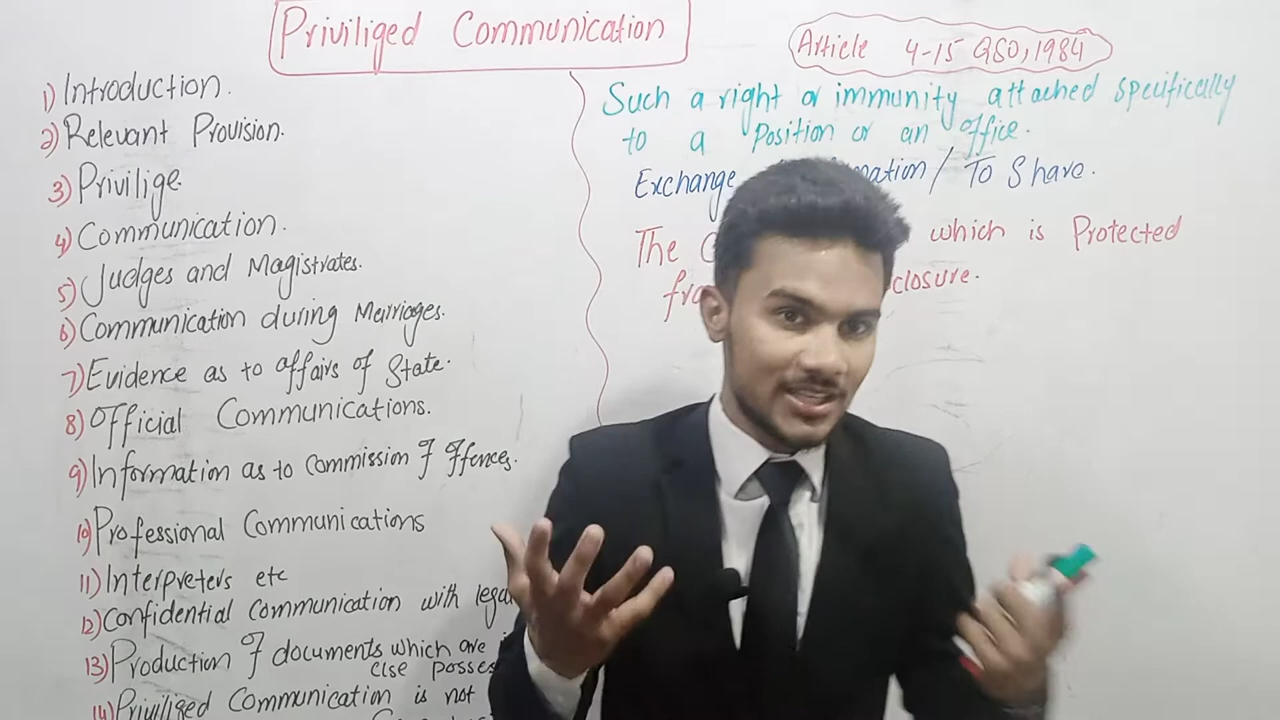 Priviliged Communication
Article 4-15 QSO, 1984
1) Introduction.
2) Relevant Provision.
3) Privilige.
4) Communication.
5) Judges and Magistrates.
6) Communication during Marriages.
7) Evidence as to affairs of State.
8) Official Communications.
9) Information as to commission of offences.
10) Professional Communications
11) Interpreters etc
12) Confidential communication with
13) Production of documents which are
else
14) Priviliged Communication is not
Such a right or immunity attached specifically
to a Position or an office.
Exchange / To Share.
The which is Protected